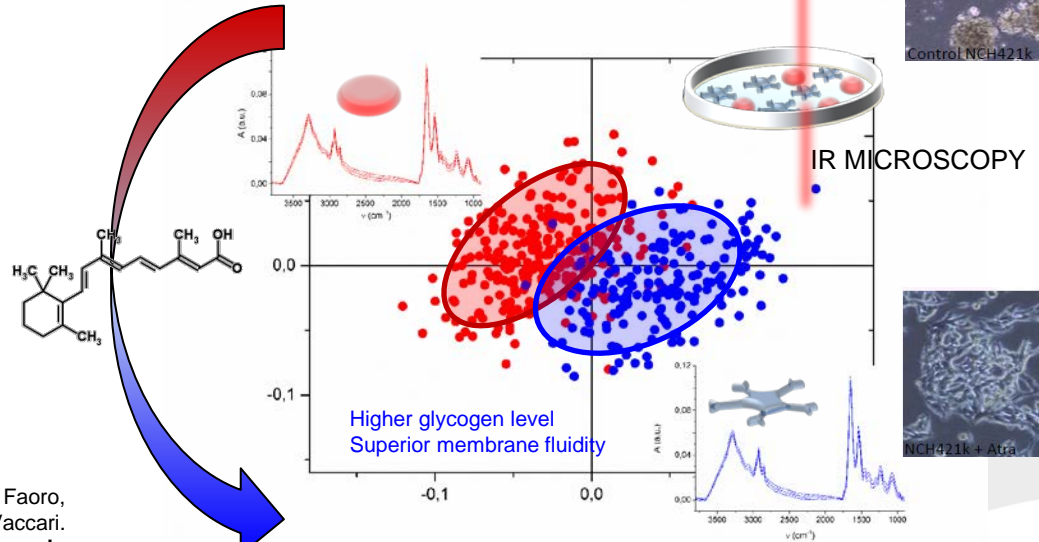 Control NCH421k
0,08
0,04
0,00
A (a.u.)
3500 3000 2500 2000 1500 1000
ν (cm⁻¹)
IR MICROSCOPY
CH₃
CH₃
OH
O
H₃C
CH₃
CH₃
0,0
-0,1
-0,1
0,0
Higher glycogen level
Superior membrane fluidity
0,12
0,08
0,04
0,00
A (a.u.)
3500 3000 2500 2000 1500 1000
ν (cm⁻¹)
NCH421k + Atra
Faoro,
accari.